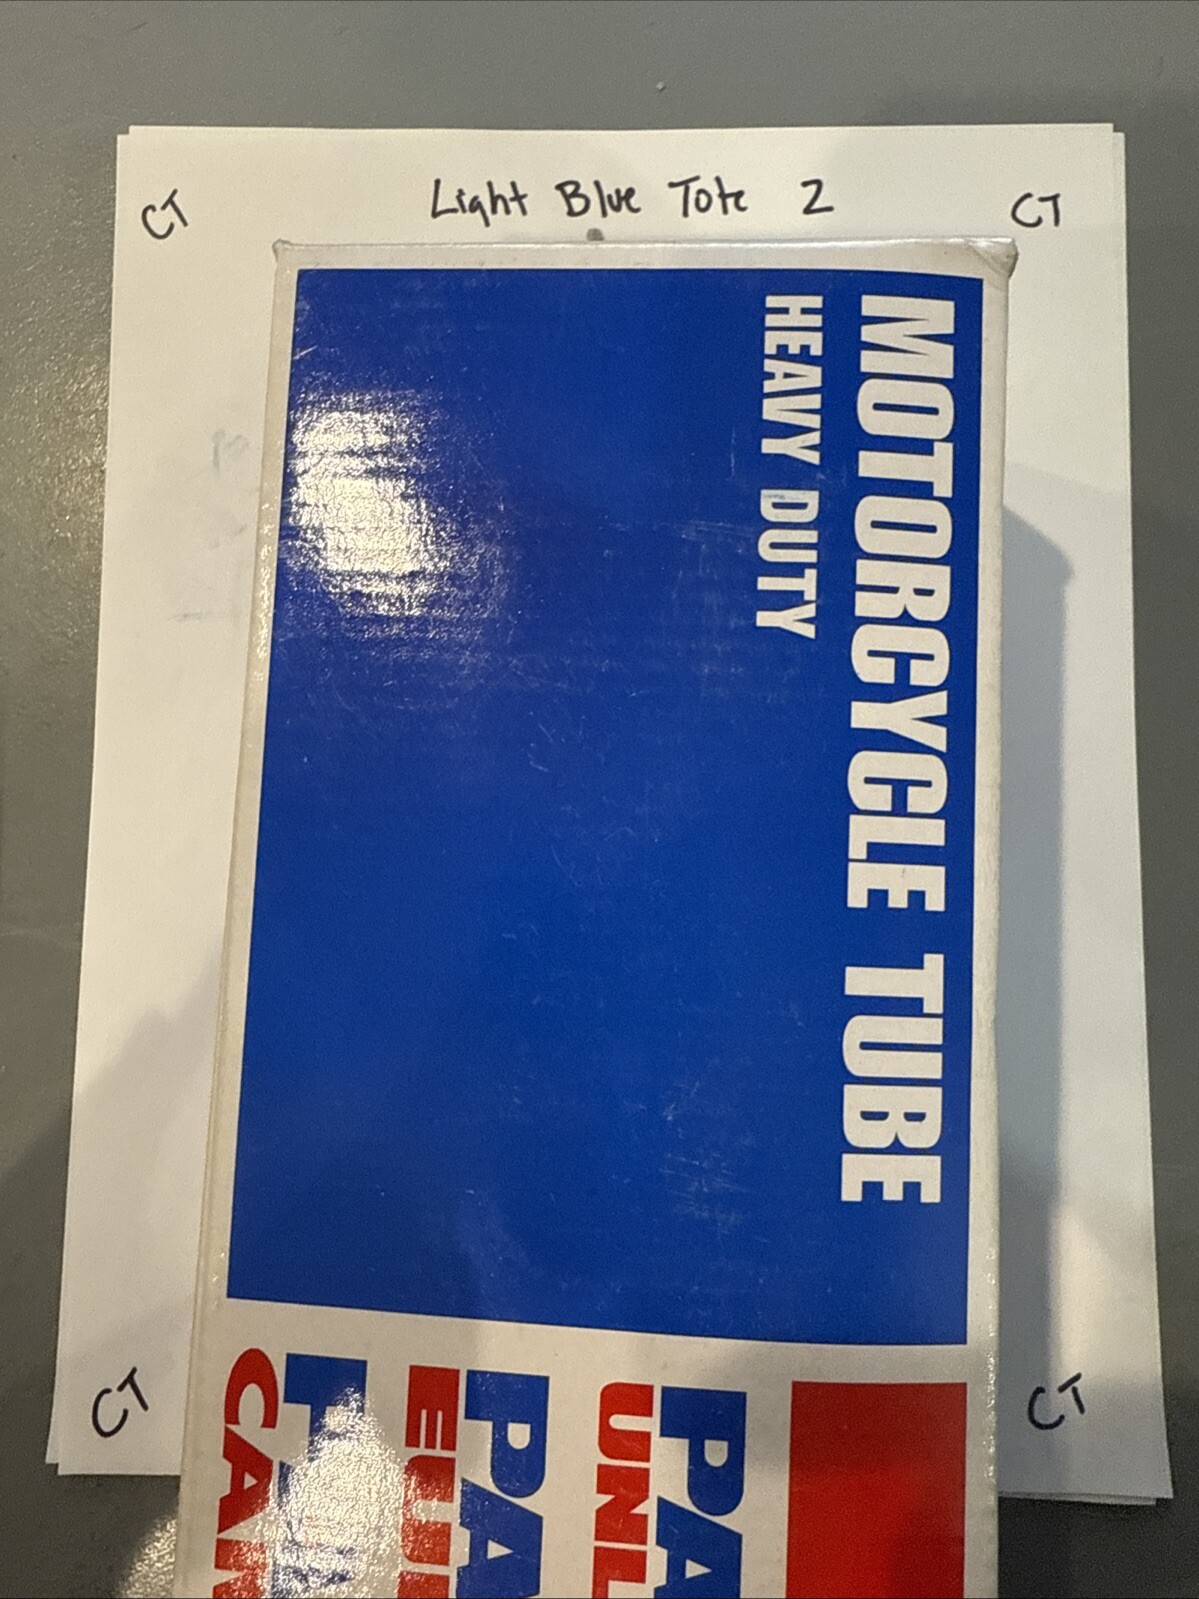 CT
Light Blue Tote 2
CT
MOTORCYCLE TUBE
HEAVY DUTY
CT
CT